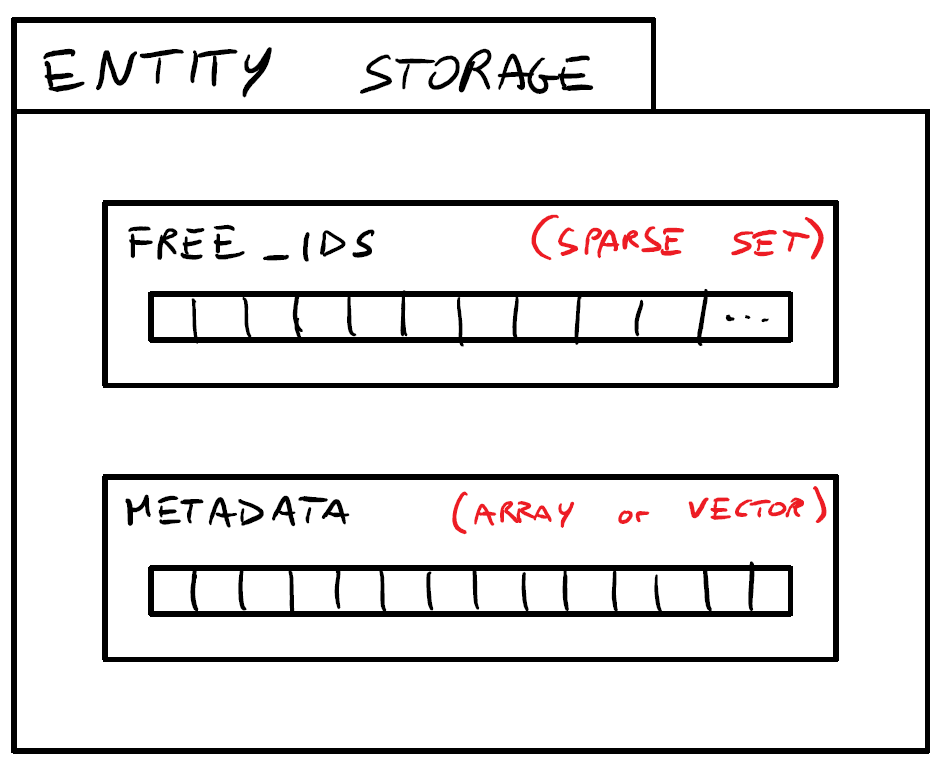 ENTITY STORAGE
FREE_IDS (SPARSE SET)
...
METADATA (ARRAY or VECTOR)